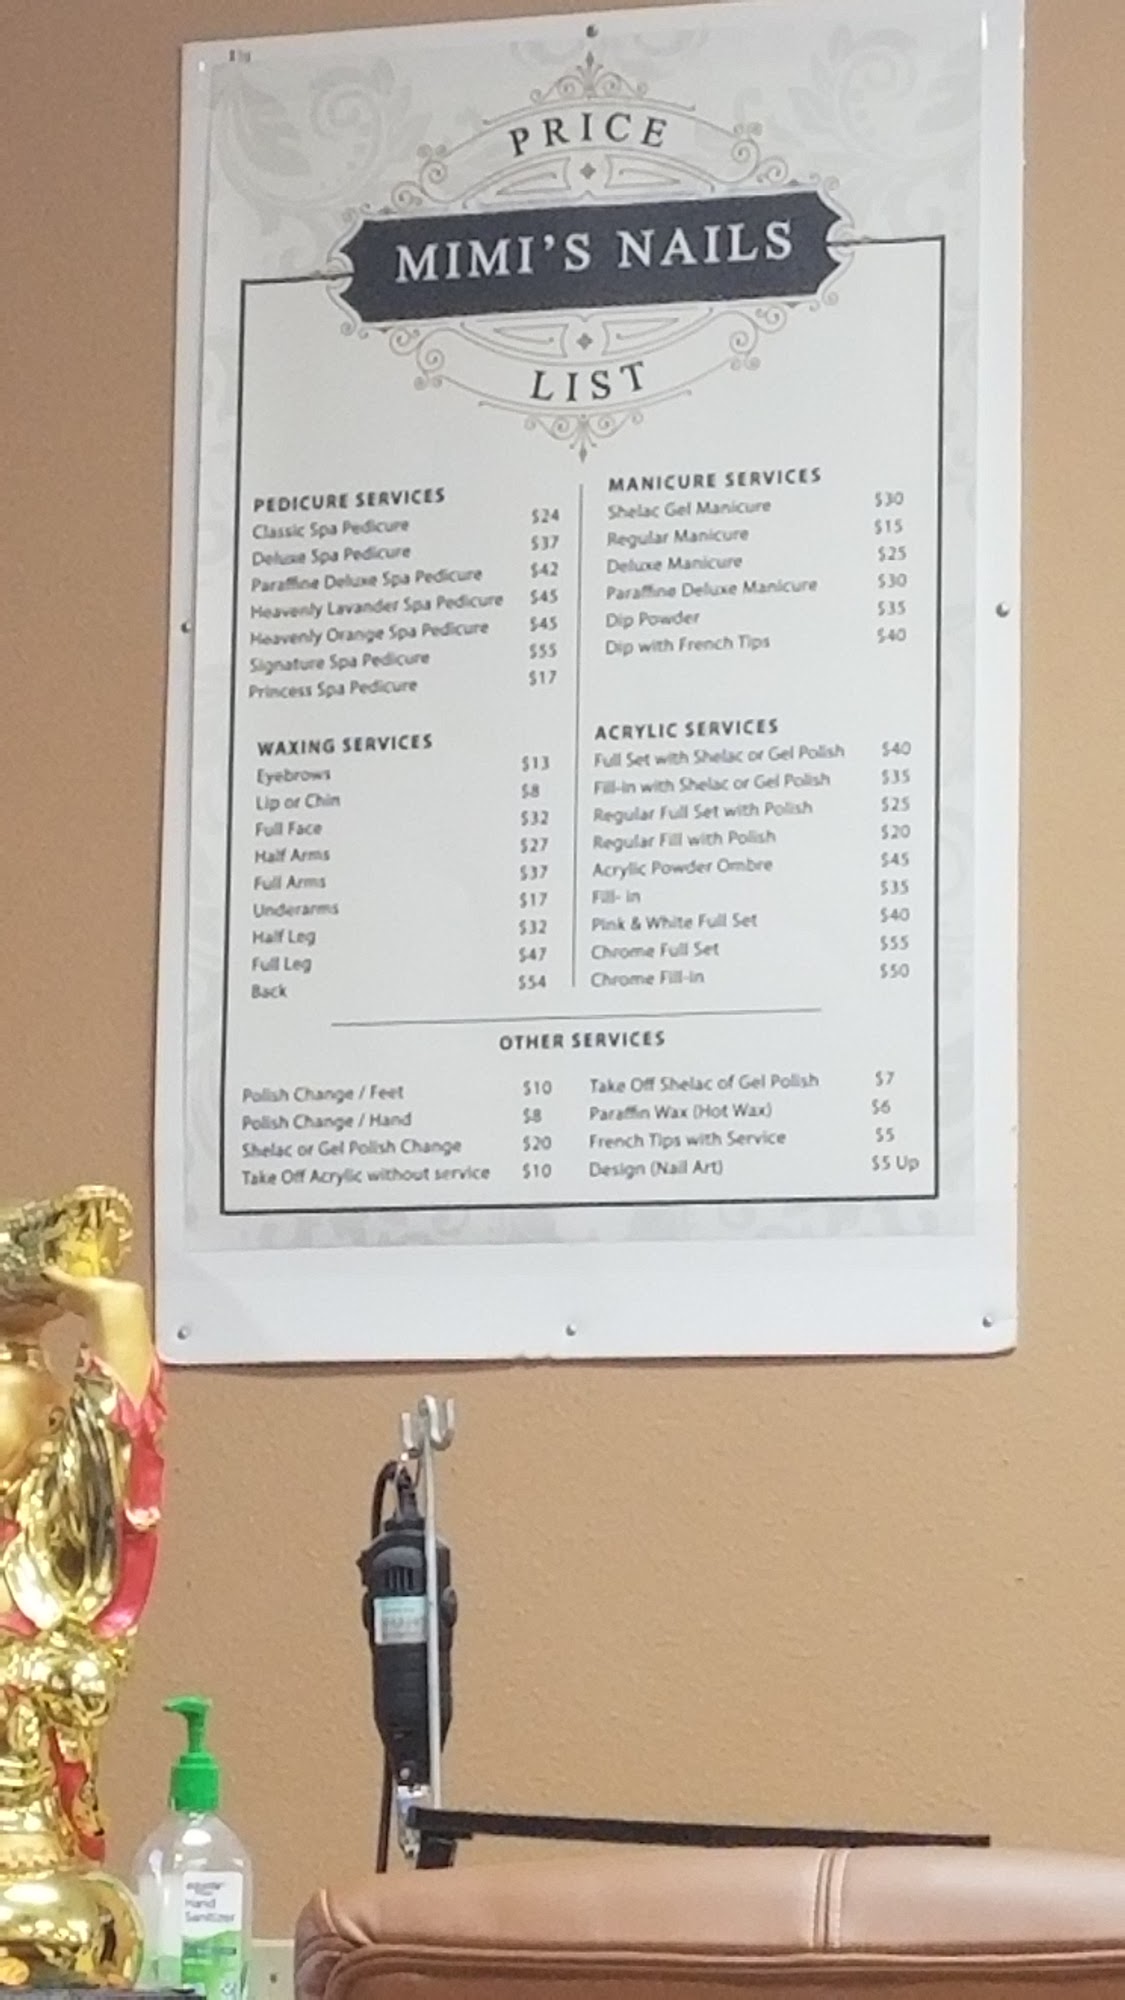 PRICE
MIMI'S NAILS
LIST
PEDICURE SERVICES
Classic Spa Pedicure $24
Deluxe Spa Pedicure $37
Paraffine Deluxe Spa Pedicure $42
Heavenly Lavander Spa Pedicure $45
Heavenly Orange Spa Pedicure $45
Signature Spa Pedicure $55
Princess Spa Pedicure $17
MANICURE SERVICES
Shelac Gel Manicure $30
Regular Manicure $15
Deluxe Manicure $25
Paraffine Deluxe Manicure $30
Dip Powder $35
Dip with French Tips $40
WAXING SERVICES
Eyebrows $13
Lip or Chin $8
Full Face $32
Half Arms $27
Full Arms $37
Underarms $17
Half Leg $32
Full Leg $47
Back $54
ACRYLIC SERVICES
Full Set with Shelac or Gel Polish $40
Fill-in with Shelac or Gel Polish $35
Regular Full Set with Polish $25
Regular Fill with Polish $20
Acrylic Powder Ombre $45
Fill- in $35
Pink & White Full Set $40
Chrome Full Set $55
Chrome Fill-in $50
OTHER SERVICES
Polish Change / Feet $10
Polish Change / Hand $8
Shelac or Gel Polish Change $20
Take Off Acrylic without service $10
Take Off Shelac of Gel Polish $7
Paraffin Wax (Hot Wax) $6
French Tips with Service $5
Design (Nail Art) $5 Up
Hand
Sanitizer